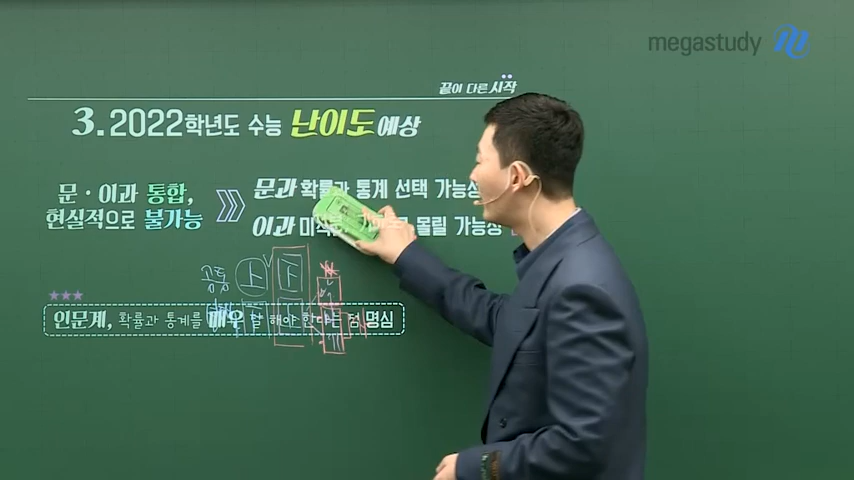 megastudy
끝이 다른 시작
3. 2022학년도 수능 난이도 예상
문 · 이과 통합,
현실적으로 불가능
문과 확률과 통계 선택 가능성
이과 몰릴 가능성
공통
인문계, 확률과 통계를 매우 잘 해야 한다는 점 명심